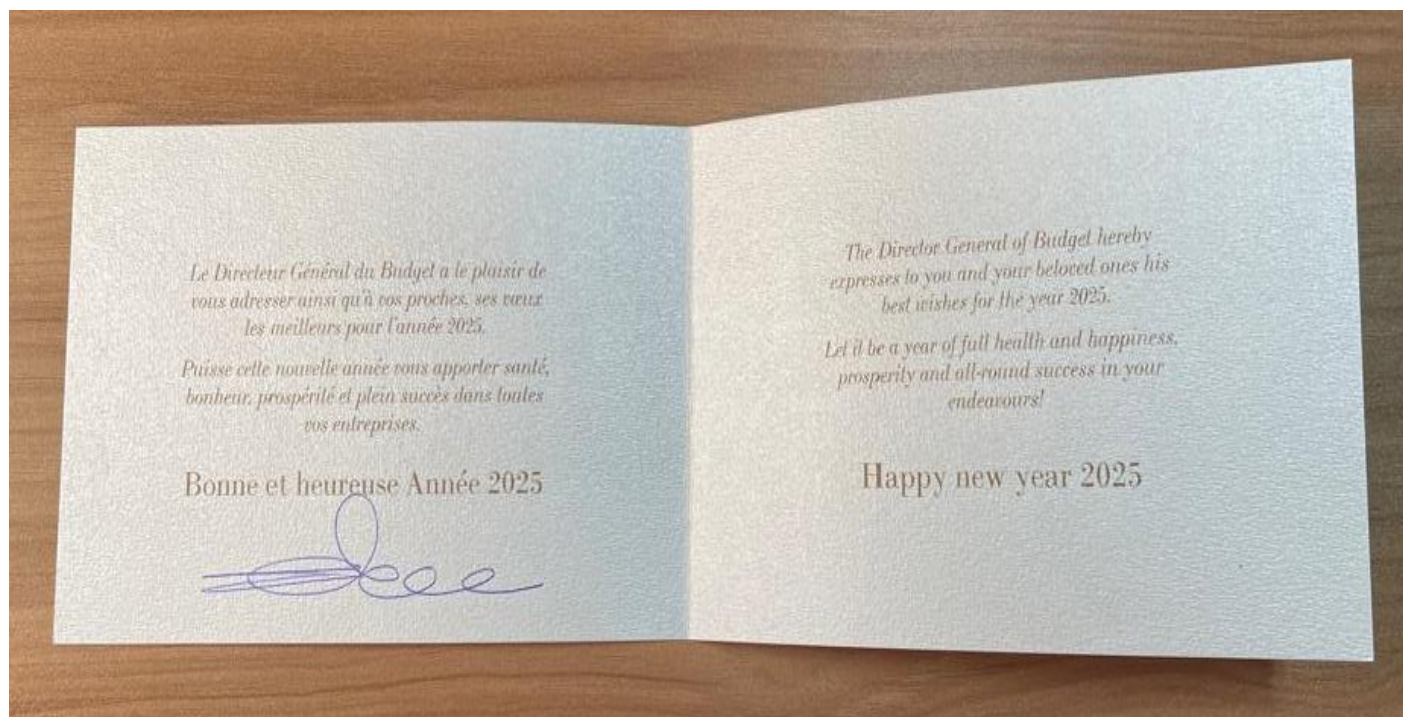 Le Directeur Général du Budget a le plaisir de
vous adresser ainsi qu'à vos proches, ses vœux
les meilleurs pour l'année 2025.
Puisse cette nouvelle année vous apporter santé,
bonheur, prospérité et plein succès dans toutes
vos entreprises.
Bonne et heureuse Année 2025
The Director General of Budget hereby
expresses to you and your beloved ones his
best wishes for the year 2025.
Let it be a year of full health and happiness,
prosperity and all-round success in your
endeavours!
Happy new year 2025